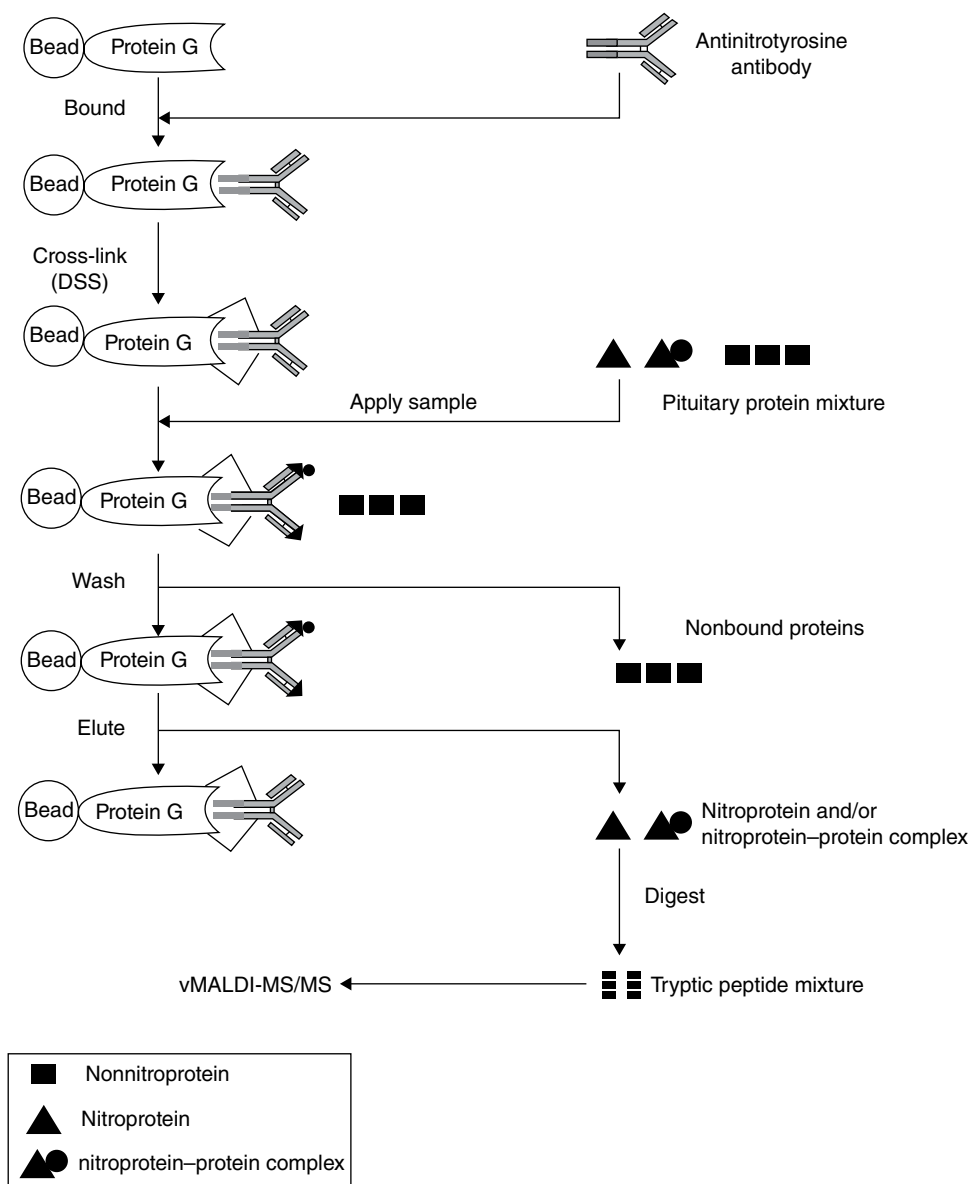 Bead
Protein G
Antinitrotyrosine
antibody
Bound
Bead
Protein G
Cross-link
(DSS)
Bead
Protein G
Apply sample
Pituitary protein mixture
Bead
Protein G
Wash
Nonbound proteins
Bead
Protein G
Elute
Bead
Protein G
Nitroprotein and/or
nitroprotein–protein complex
Digest
vMALDI-MS/MS
Tryptic peptide mixture
Nonnitroprotein
Nitroprotein
nitroprotein–protein complex